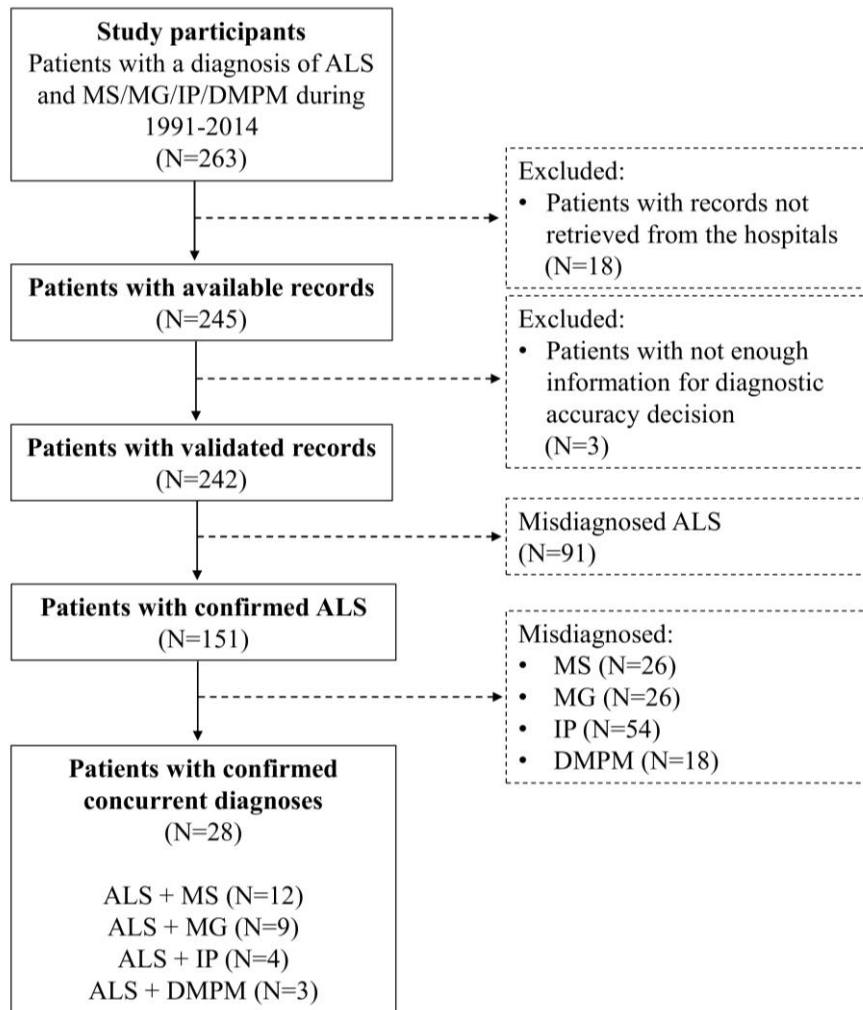 Study participants
Patients with a diagnosis of ALS
and MS/MG/IP/DMPM during
1991-2014
(N=263)
Excluded:
• Patients with records not
retrieved from the hospitals
(N=18)
Patients with available records
(N=245)
Excluded:
• Patients with not enough
information for diagnostic
accuracy decision
(N=3)
Patients with validated records
(N=242)
Misdiagnosed ALS
(N=91)
Patients with confirmed ALS
(N=151)
Misdiagnosed:
• MS (N=26)
• MG (N=26)
• IP (N=54)
• DMPM (N=18)
Patients with confirmed
concurrent diagnoses
(N=28)
ALS + MS (N=12)
ALS + MG (N=9)
ALS + IP (N=4)
ALS + DMPM (N=3)